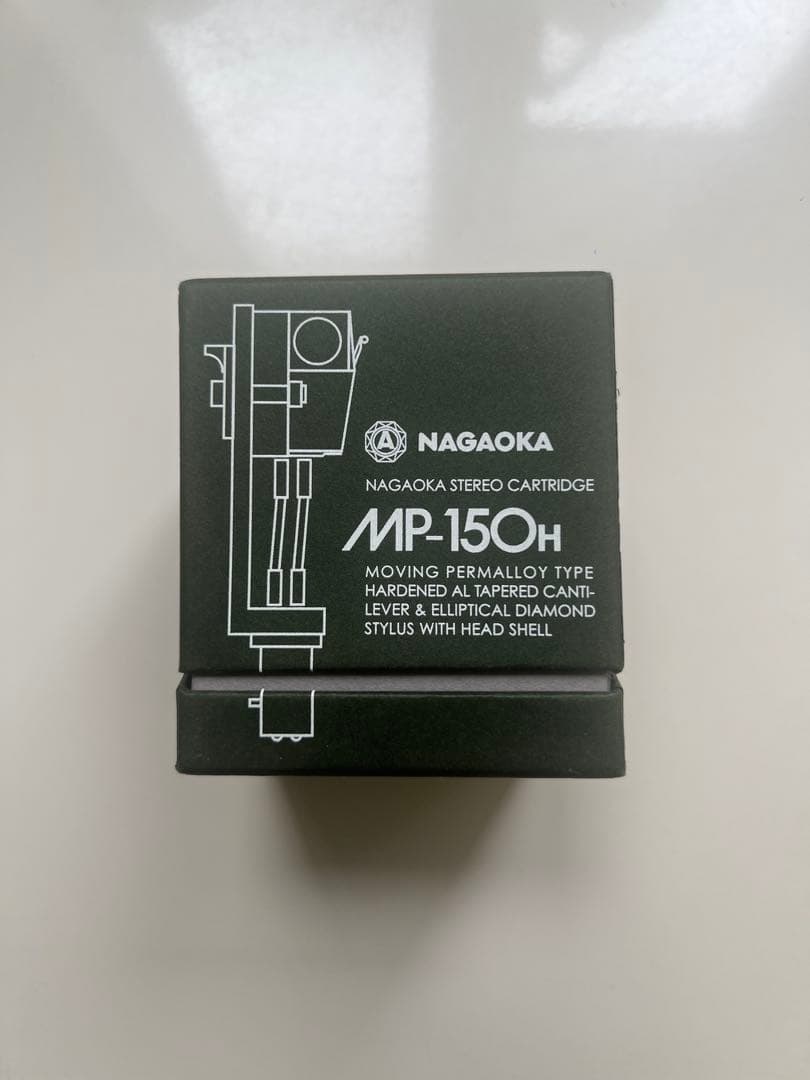 A NAGAOKA
NAGAOKA STEREO CARTRIDGE
MP-150H
MOVING PERMALLOY TYPE
HARDENED AL TAPERED CANTI-
LEVER & ELLIPTICAL DIAMOND
STYLUS WITH HEAD SHELL